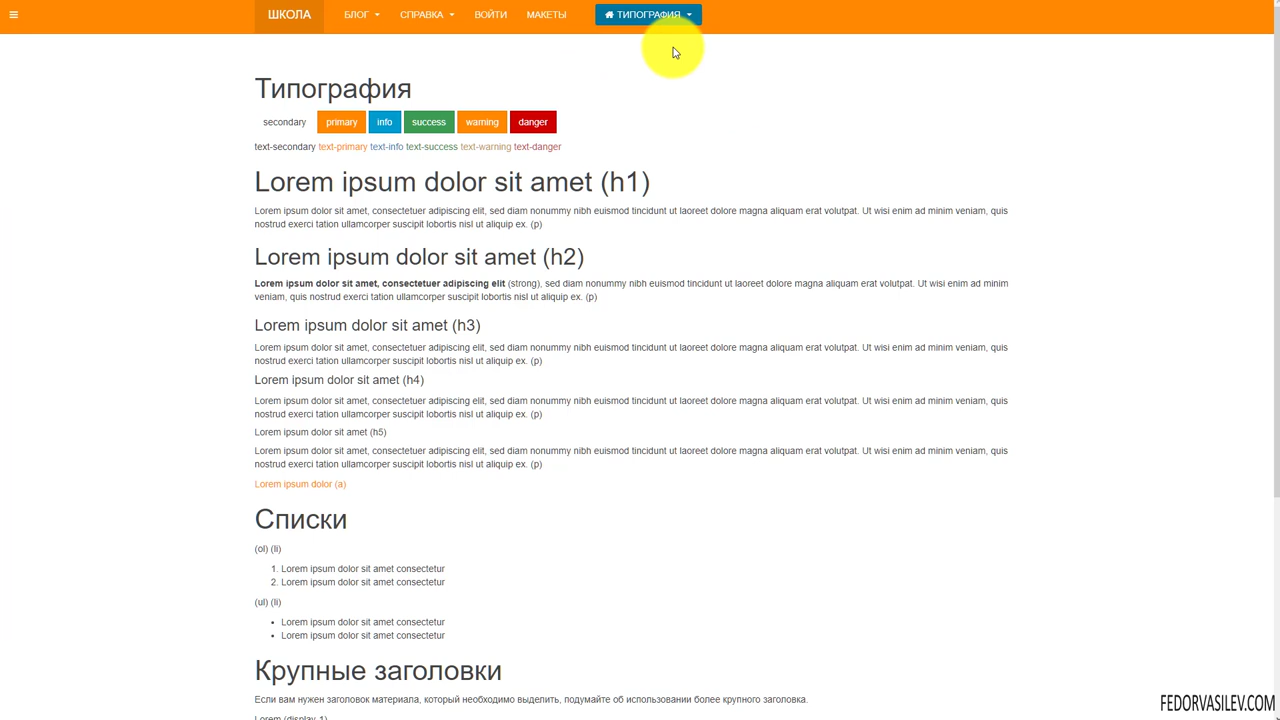 ШКОЛА БЛОГ СПРАВКА ВОЙТИ МАКЕТЫ ТИПОГРАФИЯ
Типография
secondary primary info success warning danger
text-secondary text-primary text-info text-success text-warning text-danger
Lorem ipsum dolor sit amet (h1)
Lorem ipsum dolor sit amet, consectetuer adipiscing elit, sed diam nonummy nibh euismod tincidunt ut laoreet dolore magna aliquam erat volutpat. Ut wisi enim ad minim veniam, quis
nostrud exerci tation ullamcorper suscipit lobortis nisl ut aliquip ex. (p)
Lorem ipsum dolor sit amet (h2)
Lorem ipsum dolor sit amet, consectetuer adipiscing elit (strong), sed diam nonummy nibh euismod tincidunt ut laoreet dolore magna aliquam erat volutpat. Ut wisi enim ad minim
veniam, quis nostrud exerci tation ullamcorper suscipit lobortis nisl ut aliquip ex. (p)
Lorem ipsum dolor sit amet (h3)
Lorem ipsum dolor sit amet, consectetuer adipiscing elit, sed diam nonummy nibh euismod tincidunt ut laoreet dolore magna aliquam erat volutpat. Ut wisi enim ad minim veniam, quis
nostrud exerci tation ullamcorper suscipit lobortis nisl ut aliquip ex. (p)
Lorem ipsum dolor sit amet (h4)
Lorem ipsum dolor sit amet, consectetuer adipiscing elit, sed diam nonummy nibh euismod tincidunt ut laoreet dolore magna aliquam erat volutpat. Ut wisi enim ad minim veniam, quis
nostrud exerci tation ullamcorper suscipit lobortis nisl ut aliquip ex. (p)
Lorem ipsum dolor sit amet (h5)
Lorem ipsum dolor sit amet, consectetuer adipiscing elit, sed diam nonummy nibh euismod tincidunt ut laoreet dolore magna aliquam erat volutpat. Ut wisi enim ad minim veniam, quis
nostrud exerci tation ullamcorper suscipit lobortis nisl ut aliquip ex. (p)
Lorem ipsum dolor (a)
Списки
(ol) (li)
1. Lorem ipsum dolor sit amet consectetur
2. Lorem ipsum dolor sit amet consectetur
(ul) (li)
• Lorem ipsum dolor sit amet consectetur
• Lorem ipsum dolor sit amet consectetur
Крупные заголовки
Если вам нужен заголовок материала, который необходимо выделить, подумайте об использовании более крупного заголовка.
Lorem (display-1)
FEDORVASILEV.COM